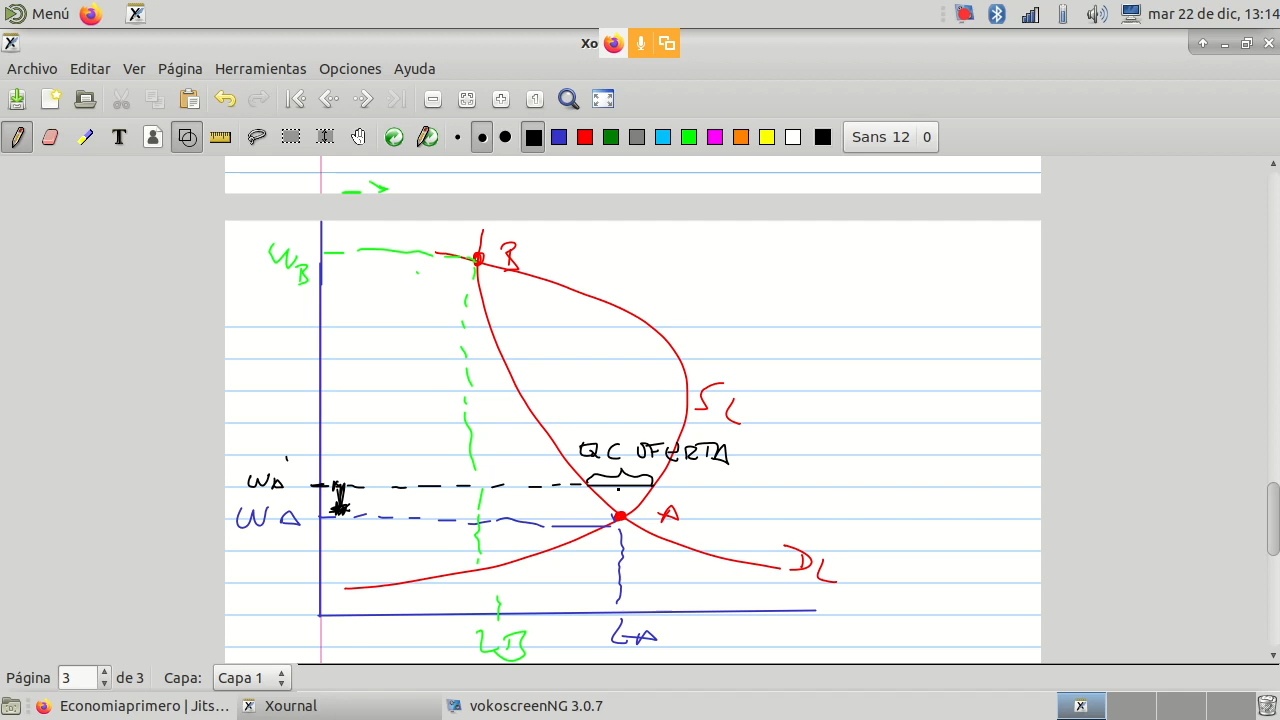 Menú
mar 22 de dic, 13:14
Xo
Archivo Editar Ver Página Herramientas Opciones Ayuda
Sans 12 0
WB
B
SL
EXC OFERTA
WA'
WA
A
DL
LB
LA
Página 3 de 3 Capa: Capa 1
Economiaprimero | Jits... Xournal vokoscreenNG 3.0.7